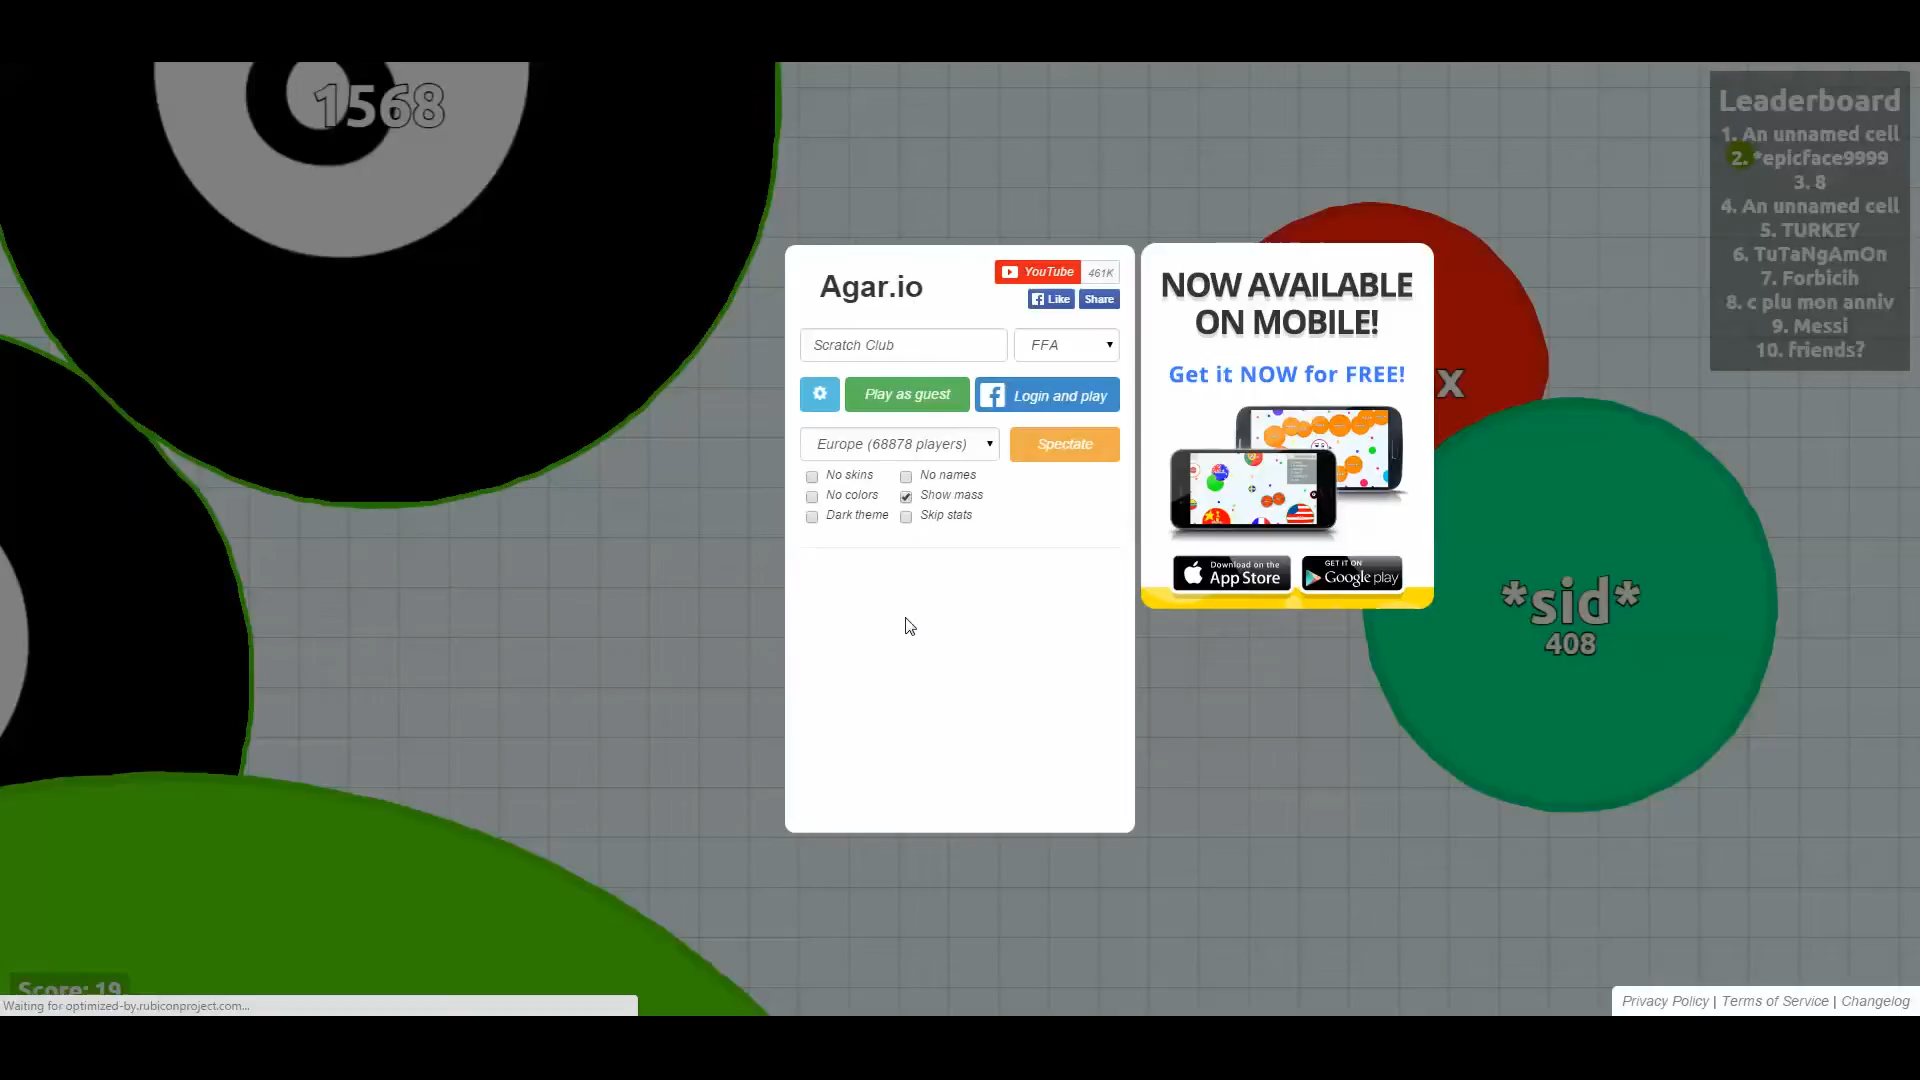 1568
Leaderboard
1. An unnamed cell
2. *epicface9999
3. 8
4. An unnamed cell
5. TURKEY
6. TuTaNgAmOn
7. Forbicih
8. c plu mon anniv
9. Messi
10. friends?
Agar.io
YouTube 461K
Like Share
Scratch Club FFA
Play as guest Login and play
Europe (68878 players) Spectate
No skins No names
No colors Show mass
Dark theme Skip stats
NOW AVAILABLE
ON MOBILE!
Get it NOW for FREE!
Download on the
App Store
GET IT ON
Google play
x
*sid*
408
Score: 19
Waiting for optimized-by.rubiconproject.com...
Privacy Policy | Terms of Service | Changelog